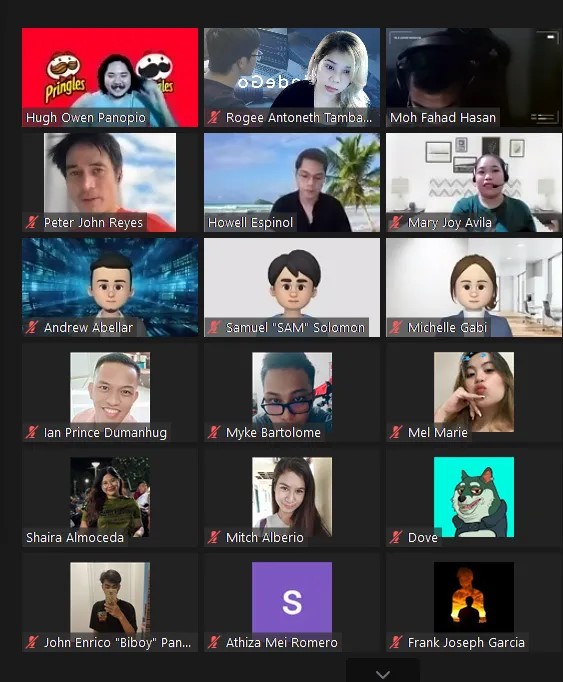 Pringles
les
Hugh Owen Panopio
odeGo
Rogee Antoneth Tamba...
Moh Fahad Hasan
Peter John Reyes
Howell Espinol
Mary Joy Avila
Andrew Abellar
Samuel "SAM" Solomon
Michelle Gabi
Ian Prince Dumanhug
Myke Bartolome
Mel Marie
Shaira Almoceda
Mitch Alberio
Dove
John Enrico "Biboy" Pan...
S
Athiza Mei Romero
Frank Joseph Garcia